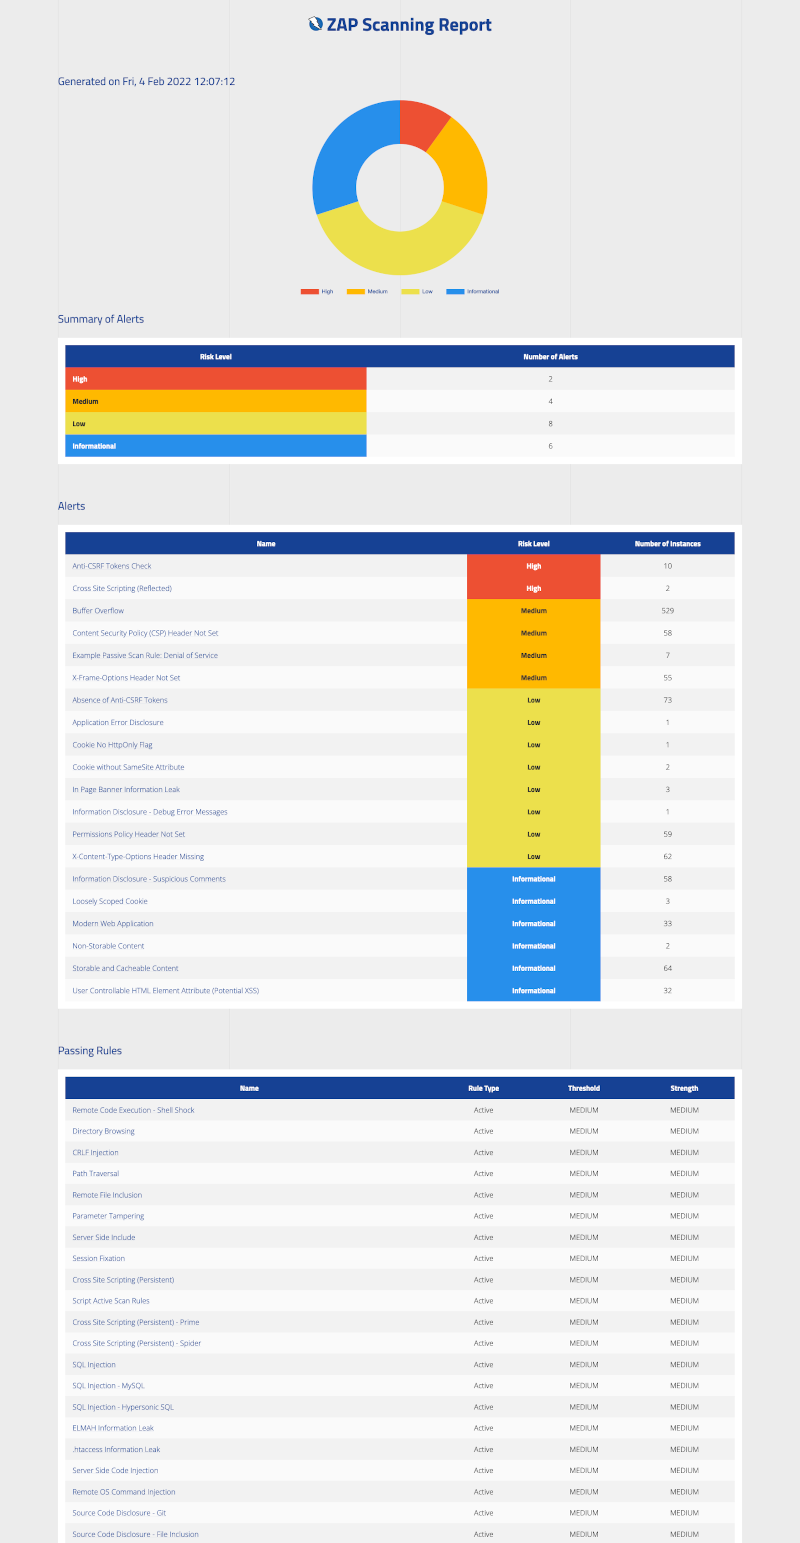 ZAP Scanning Report
Generated on Fri, 4 Feb 2022 12:07:12
High Medium Low Informational
Summary of Alerts
Risk Level Number of Alerts
High 2
Medium 4
Low 8
Informational 6
Alerts
Name Risk Level Number of Instances
Anti-CSRF Tokens Check High 10
Cross Site Scripting (Reflected) High 2
Buffer Overflow Medium 529
Content Security Policy (CSP) Header Not Set Medium 58
Example Passive Scan Rule: Denial of Service Medium 7
X-Frame-Options Header Not Set Medium 55
Absence of Anti-CSRF Tokens Low 73
Application Error Disclosure Low 1
Cookie No HttpOnly Flag Low 1
Cookie without SameSite Attribute Low 2
In Page Banner Information Leak Low 3
Information Disclosure - Debug Error Messages Low 1
Permissions Policy Header Not Set Low 59
X-Content-Type-Options Header Missing Low 62
Information Disclosure - Suspicious Comments Informational 58
Loosely Scoped Cookie Informational 3
Modern Web Application Informational 33
Non-Storable Content Informational 2
Storable and Cacheable Content Informational 64
User Controllable HTML Element Attribute (Potential XSS) Informational 32
Passing Rules
Name Rule Type Threshold Strength
Remote Code Execution - Shell Shock Active MEDIUM MEDIUM
Directory Browsing Active MEDIUM MEDIUM
CRLF Injection Active MEDIUM MEDIUM
Path Traversal Active MEDIUM MEDIUM
Remote File Inclusion Active MEDIUM MEDIUM
Parameter Tampering Active MEDIUM MEDIUM
Server Side Include Active MEDIUM MEDIUM
Session Fixation Active MEDIUM MEDIUM
Cross Site Scripting (Persistent) Active MEDIUM MEDIUM
Script Active Scan Rules Active MEDIUM MEDIUM
Cross Site Scripting (Persistent) - Prime Active MEDIUM MEDIUM
Cross Site Scripting (Persistent) - Spider Active MEDIUM MEDIUM
SQL Injection Active MEDIUM MEDIUM
SQL Injection - MySQL Active MEDIUM MEDIUM
SQL Injection - Hypersonic SQL Active MEDIUM MEDIUM
ELMAH Information Leak Active MEDIUM MEDIUM
.htaccess Information Leak Active MEDIUM MEDIUM
Server Side Code Injection Active MEDIUM MEDIUM
Remote OS Command Injection Active MEDIUM MEDIUM
Source Code Disclosure - Git Active MEDIUM MEDIUM
Source Code Disclosure - File Inclusion Active MEDIUM MEDIUM